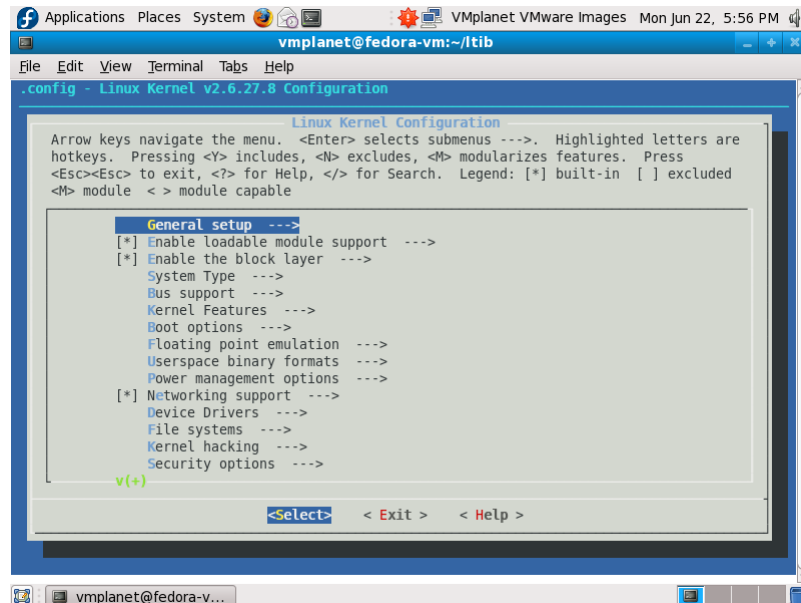 Applications Places System VMplanet VMware Images Mon Jun 22, 5:56 PM
vmplanet@fedora-vm:~/ltib
File Edit View Terminal Tabs Help
.config - Linux Kernel v2.6.27.8 Configuration
Linux Kernel Configuration
Arrow keys navigate the menu. <Enter> selects submenus --->. Highlighted letters are
hotkeys. Pressing <Y> includes, <N> excludes, <M> modularizes features. Press
<Esc><Esc> to exit, <?> for Help, </> for Search. Legend: [*] built-in [ ] excluded
<M> module < > module capable
General setup --->
[*] Enable loadable module support --->
[*] Enable the block layer --->
System Type --->
Bus support --->
Kernel Features --->
Boot options --->
Floating point emulation --->
Userspace binary formats --->
Power management options --->
[*] Networking support --->
Device Drivers --->
File systems --->
Kernel hacking --->
Security options --->
v(+)
<Select> < Exit > < Help >
vmplanet@fedora-v...